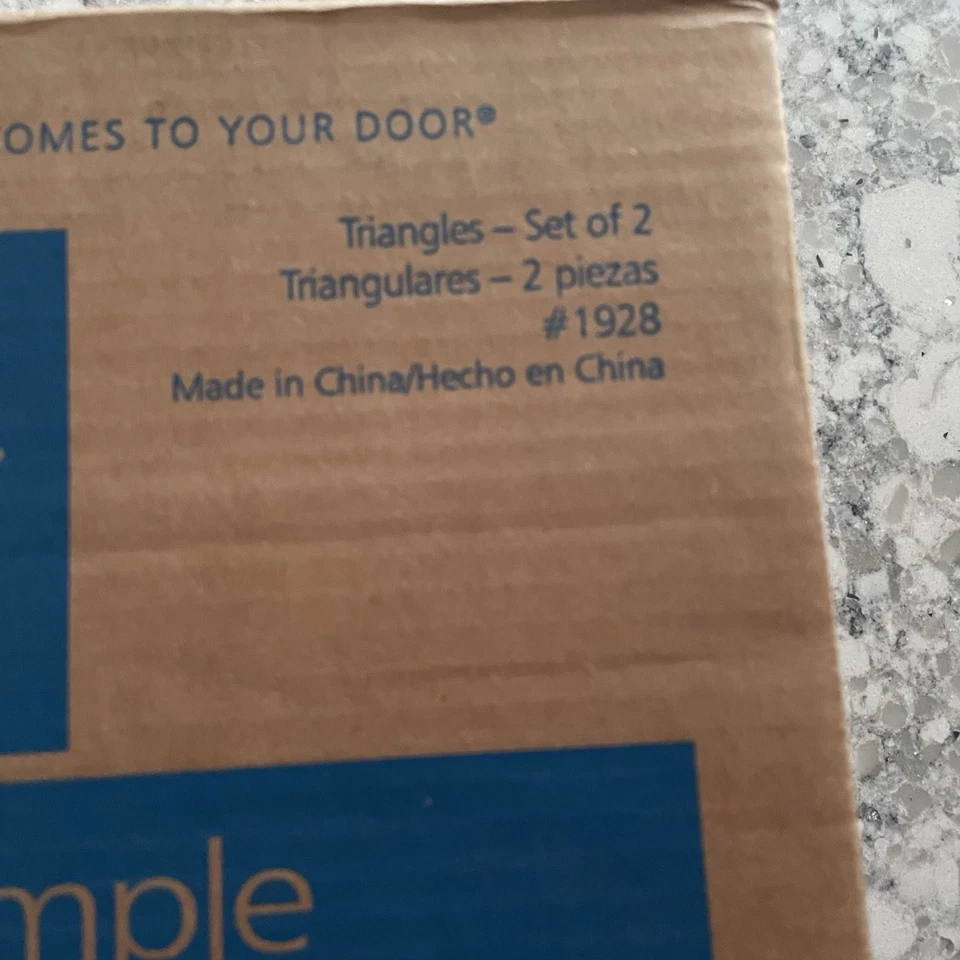 OMES TO YOUR DOOR®
Triangles – Set of 2
Triangulares – 2 piezas
#1928
Made in China/Hecho en China
mple